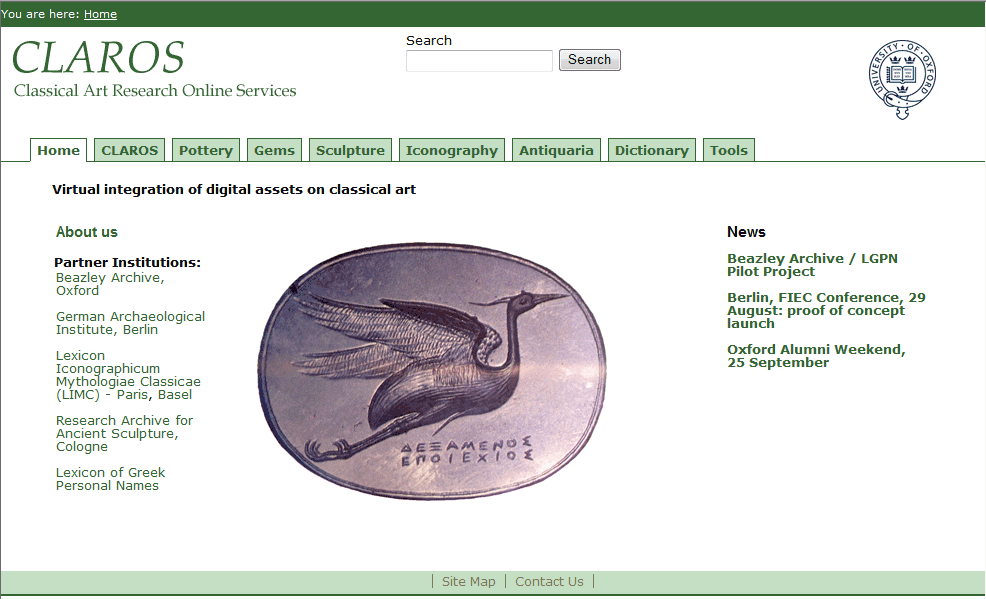 You are here: Home
CLAROS
Classical Art Research Online Services
Search
Search
UNIVERSITY · OF · OXFORD
Home
CLAROS
Pottery
Gems
Sculpture
Iconography
Antiquaria
Dictionary
Tools
Virtual integration of digital assets on classical art
About us
Partner Institutions:
Beazley Archive,
Oxford
German Archaeological
Institute, Berlin
Lexicon
Iconographicum
Mythologiae Classicae
(LIMC) - Paris, Basel
Research Archive for
Ancient Sculpture,
Cologne
Lexicon of Greek
Personal Names
ΔΕΞΑΜΕΝΟΣ
ΕΠΟΙΕΧΙΟΣ
News
Beazley Archive / LGPN
Pilot Project
Berlin, FIEC Conference, 29
August: proof of concept
launch
Oxford Alumni Weekend,
25 September
| Site Map | Contact Us |